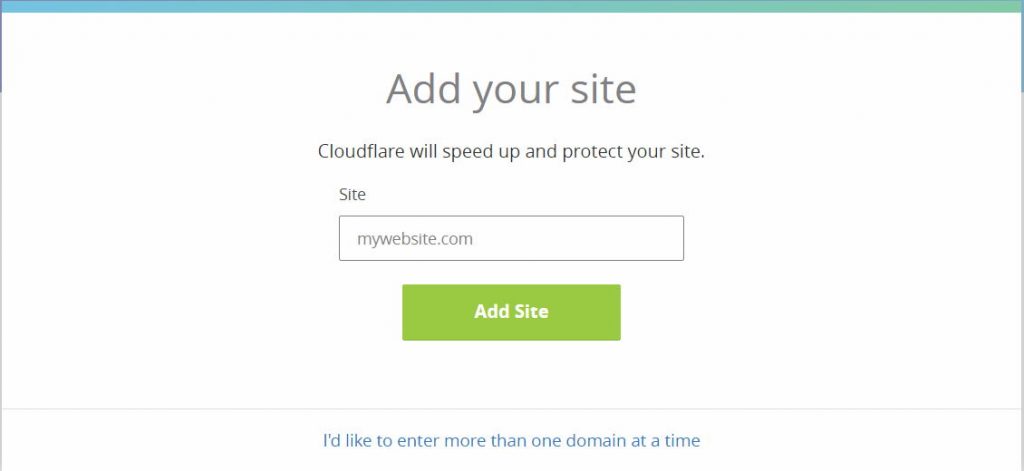 Add your site
Cloudflare will speed up and protect your site.
Site
mywebsite.com
Add Site
I'd like to enter more than one domain at a time